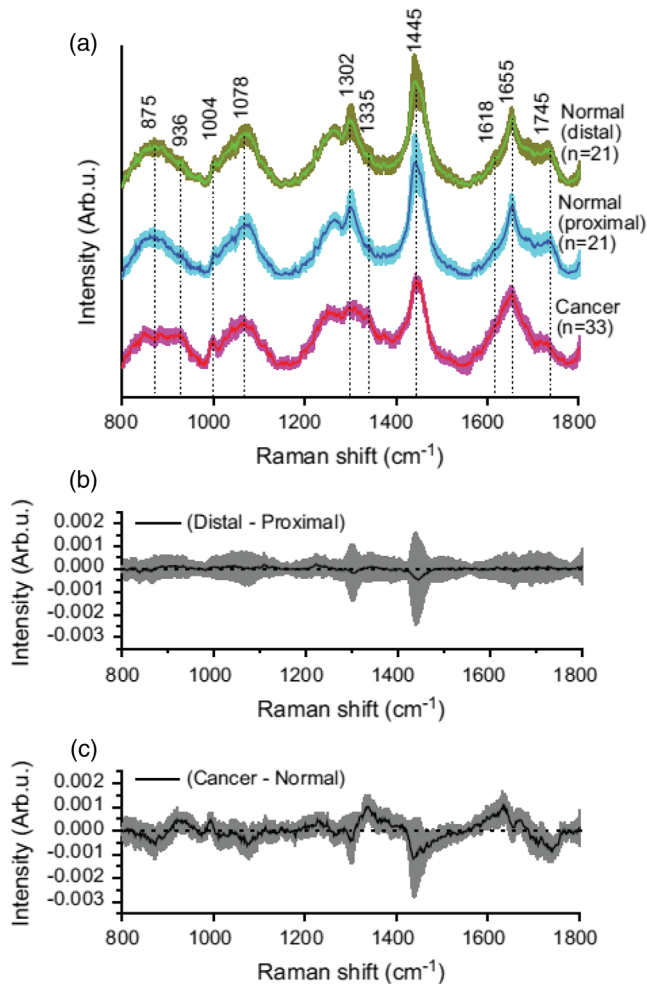 (a)
875
936
1004
1078
1302
1335
1445
1618
1655
1745
Normal
(distal)
(n=21)
Normal
(proximal)
(n=21)
Cancer
(n=33)
Intensity (Arb.u.)
800 1000 1200 1400 1600 1800
Raman shift (cm⁻¹)
(b)
(Distal - Proximal)
0.002
0.001
0.000
-0.001
-0.002
-0.003
Intensity (Arb.u.)
800 1000 1200 1400 1600 1800
Raman shift (cm⁻¹)
(c)
(Cancer - Normal)
0.002
0.001
0.000
-0.001
-0.002
-0.003
Intensity (Arb.u.)
800 1000 1200 1400 1600 1800
Raman shift (cm⁻¹)